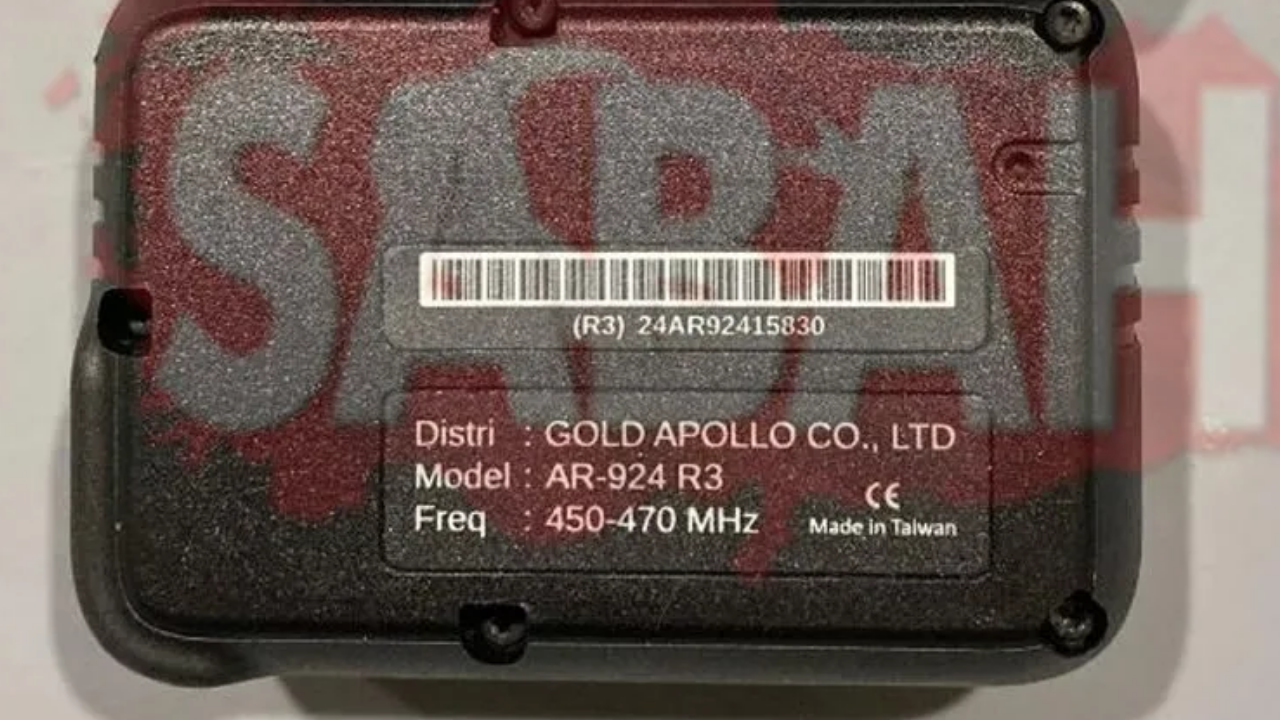 SABAH
(R3) 24AR92415830
Distri : GOLD APOLLO CO., LTD
Model : AR-924 R3
Freq : 450-470 MHz
CE
Made in Taiwan